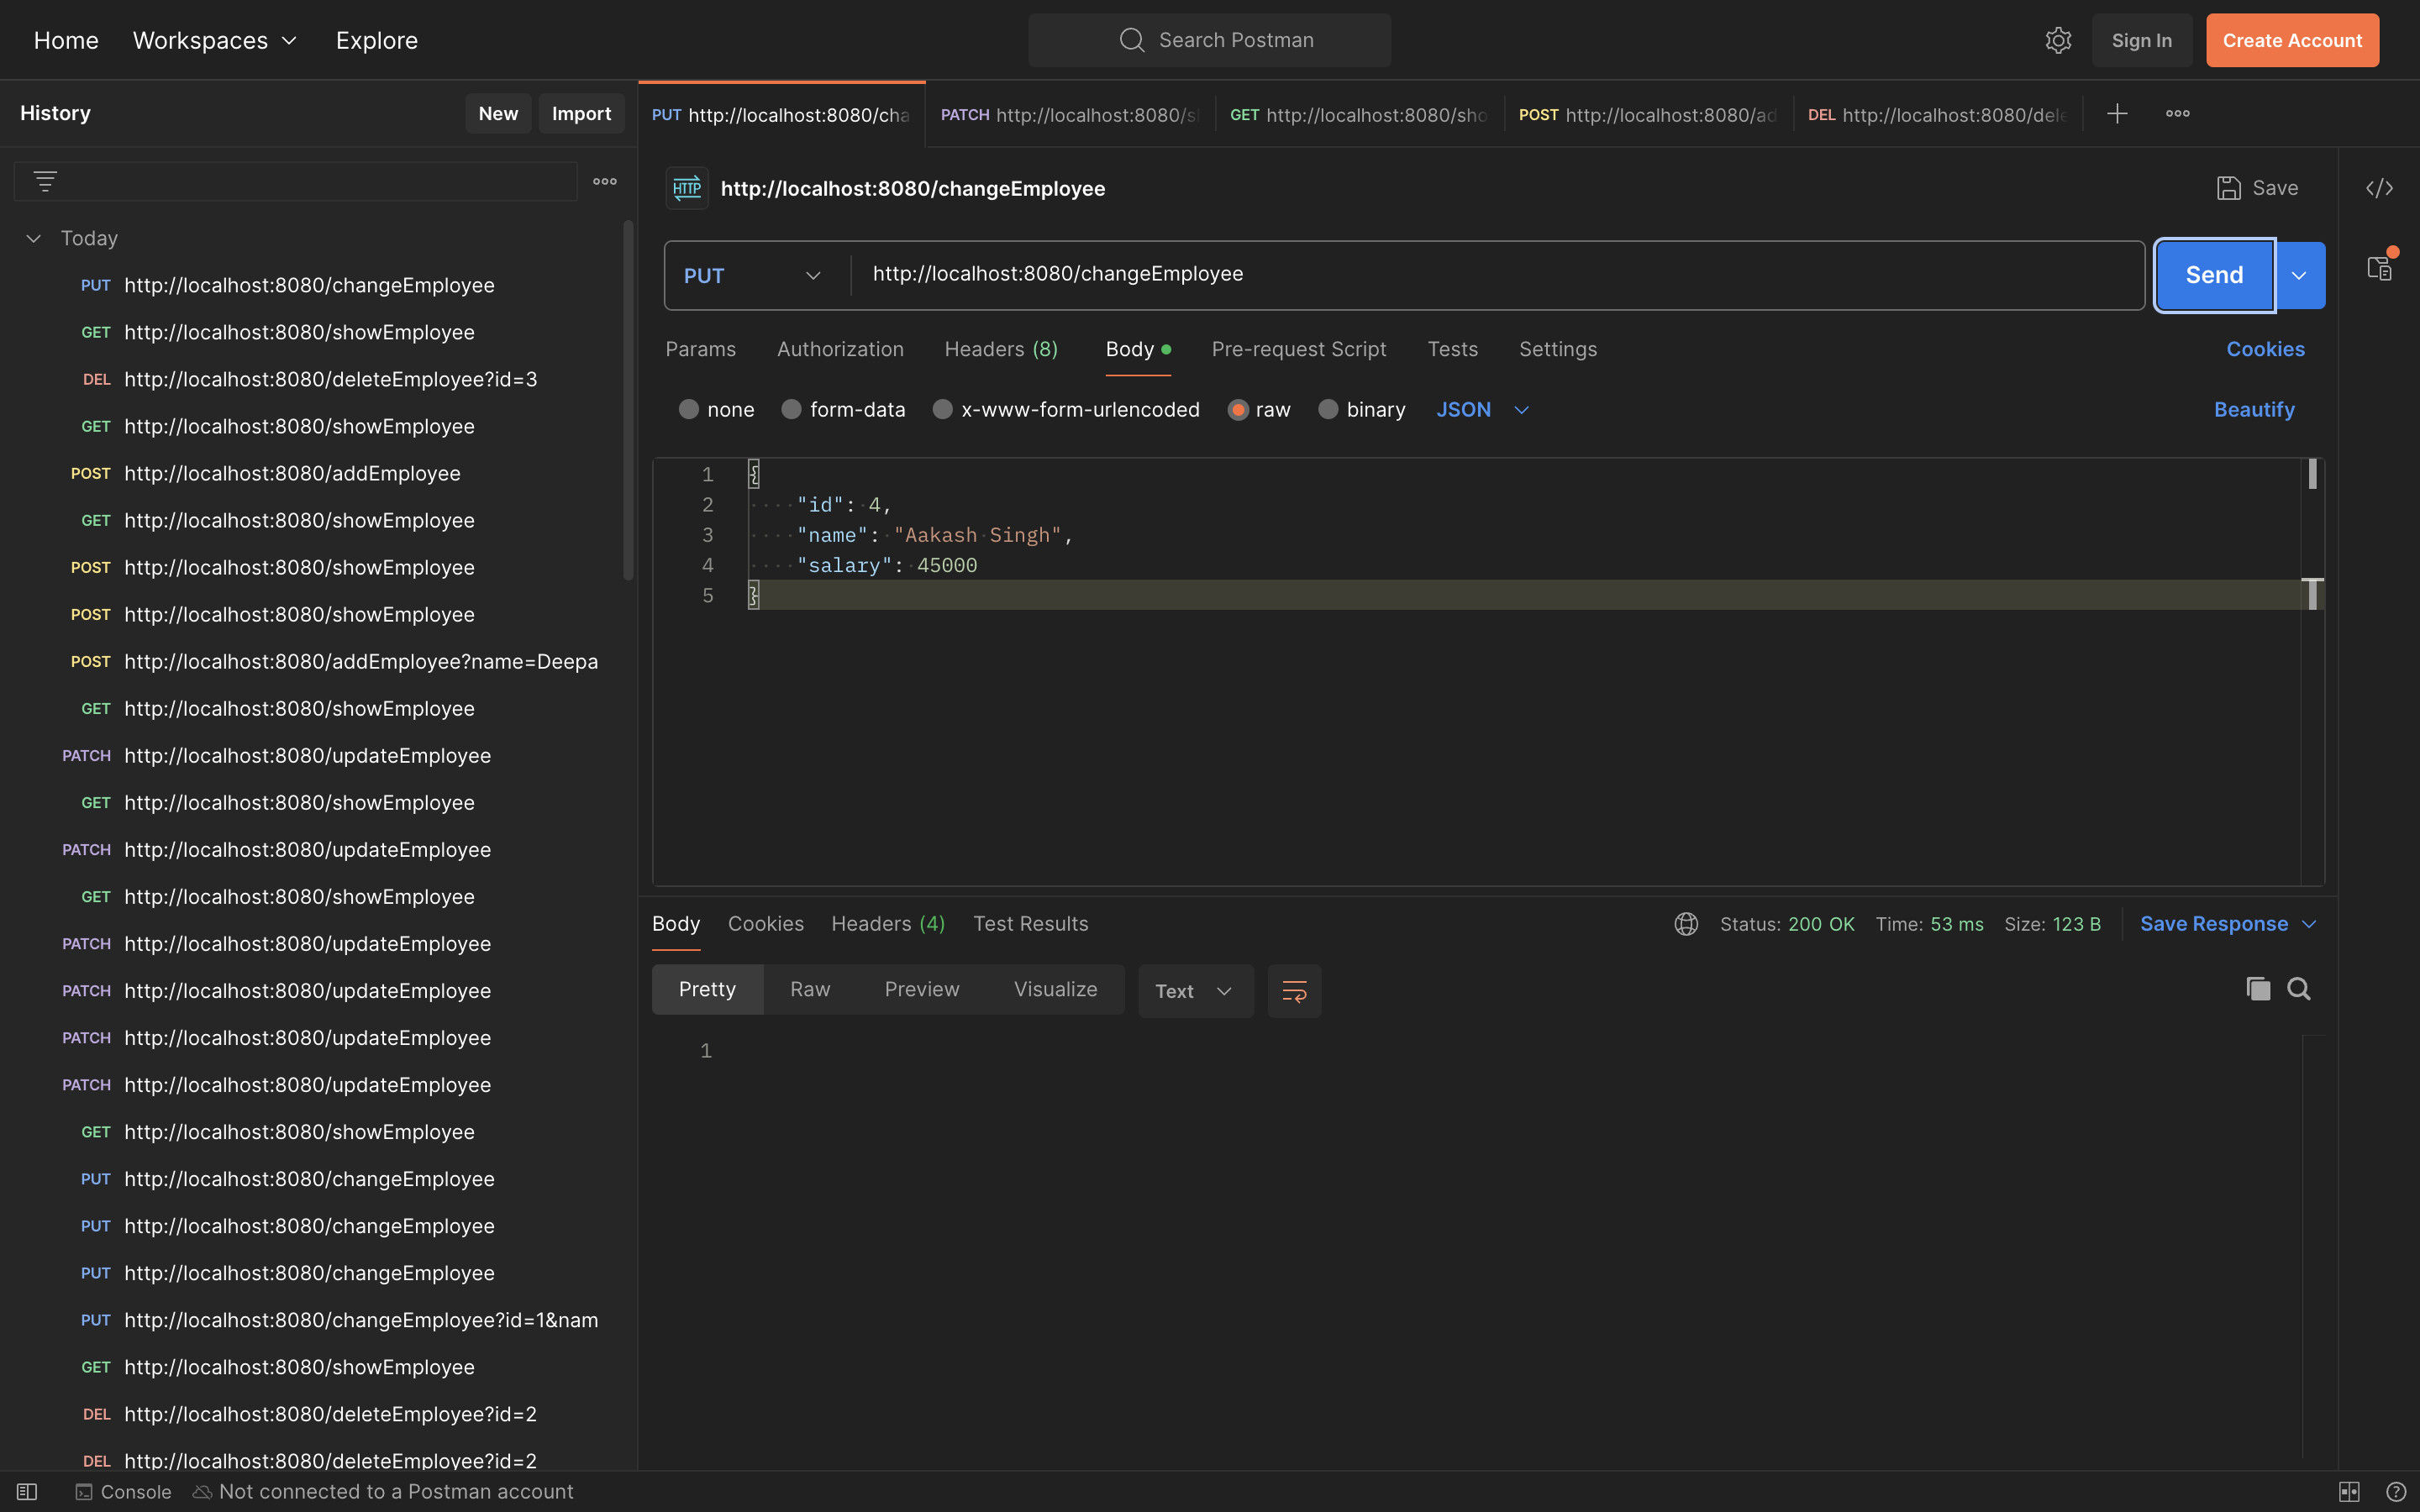 Home Workspaces Explore Search Postman Sign In Create Account
History New Import
PUT http://localhost:8080/cha PATCH http://localhost:8080/s GET http://localhost:8080/sho POST http://localhost:8080/ad DEL http://localhost:8080/dele
HTTP http://localhost:8080/changeEmployee Save
Today
PUT http://localhost:8080/changeEmployee
GET http://localhost:8080/showEmployee
DEL http://localhost:8080/deleteEmployee?id=3
GET http://localhost:8080/showEmployee
POST http://localhost:8080/addEmployee
GET http://localhost:8080/showEmployee
POST http://localhost:8080/showEmployee
POST http://localhost:8080/showEmployee
POST http://localhost:8080/addEmployee?name=Deepa
GET http://localhost:8080/showEmployee
PATCH http://localhost:8080/updateEmployee
GET http://localhost:8080/showEmployee
PATCH http://localhost:8080/updateEmployee
GET http://localhost:8080/showEmployee
PATCH http://localhost:8080/updateEmployee
PATCH http://localhost:8080/updateEmployee
PATCH http://localhost:8080/updateEmployee
PATCH http://localhost:8080/updateEmployee
GET http://localhost:8080/showEmployee
PUT http://localhost:8080/changeEmployee
PUT http://localhost:8080/changeEmployee
PUT http://localhost:8080/changeEmployee
PUT http://localhost:8080/changeEmployee?id=1&nam
GET http://localhost:8080/showEmployee
DEL http://localhost:8080/deleteEmployee?id=2
DEL http://localhost:8080/deleteEmployee?id=2
PUT http://localhost:8080/changeEmployee Send
Params Authorization Headers (8) Body Pre-request Script Tests Settings Cookies
none form-data x-www-form-urlencoded raw binary JSON Beautify
1 {
2 "id": 4,
3 "name": "Aakash Singh",
4 "salary": 45000
5 }
Body Cookies Headers (4) Test Results Status: 200 OK Time: 53 ms Size: 123 B Save Response
Pretty Raw Preview Visualize Text
1
Console Not connected to a Postman account